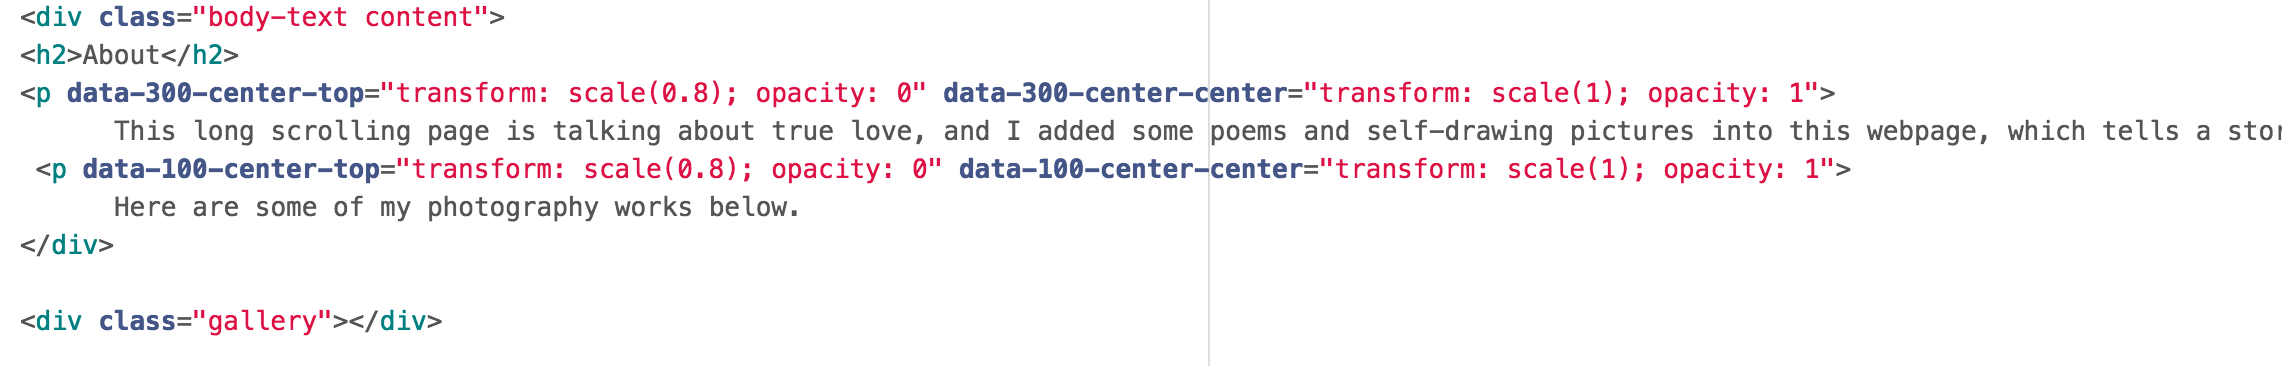 <div class="body-text content">
<h2>About</h2>
<p data-300-center-top="transform: scale(0.8); opacity: 0" data-300-center-center="transform: scale(1); opacity: 1">
This long scrolling page is talking about true love, and I added some poems and self-drawing pictures into this webpage, which tells a
<p data-100-center-top="transform: scale(0.8); opacity: 0" data-100-center-center="transform: scale(1); opacity: 1">
Here are some of my photography works below.
</div>
<div class="gallery"></div>